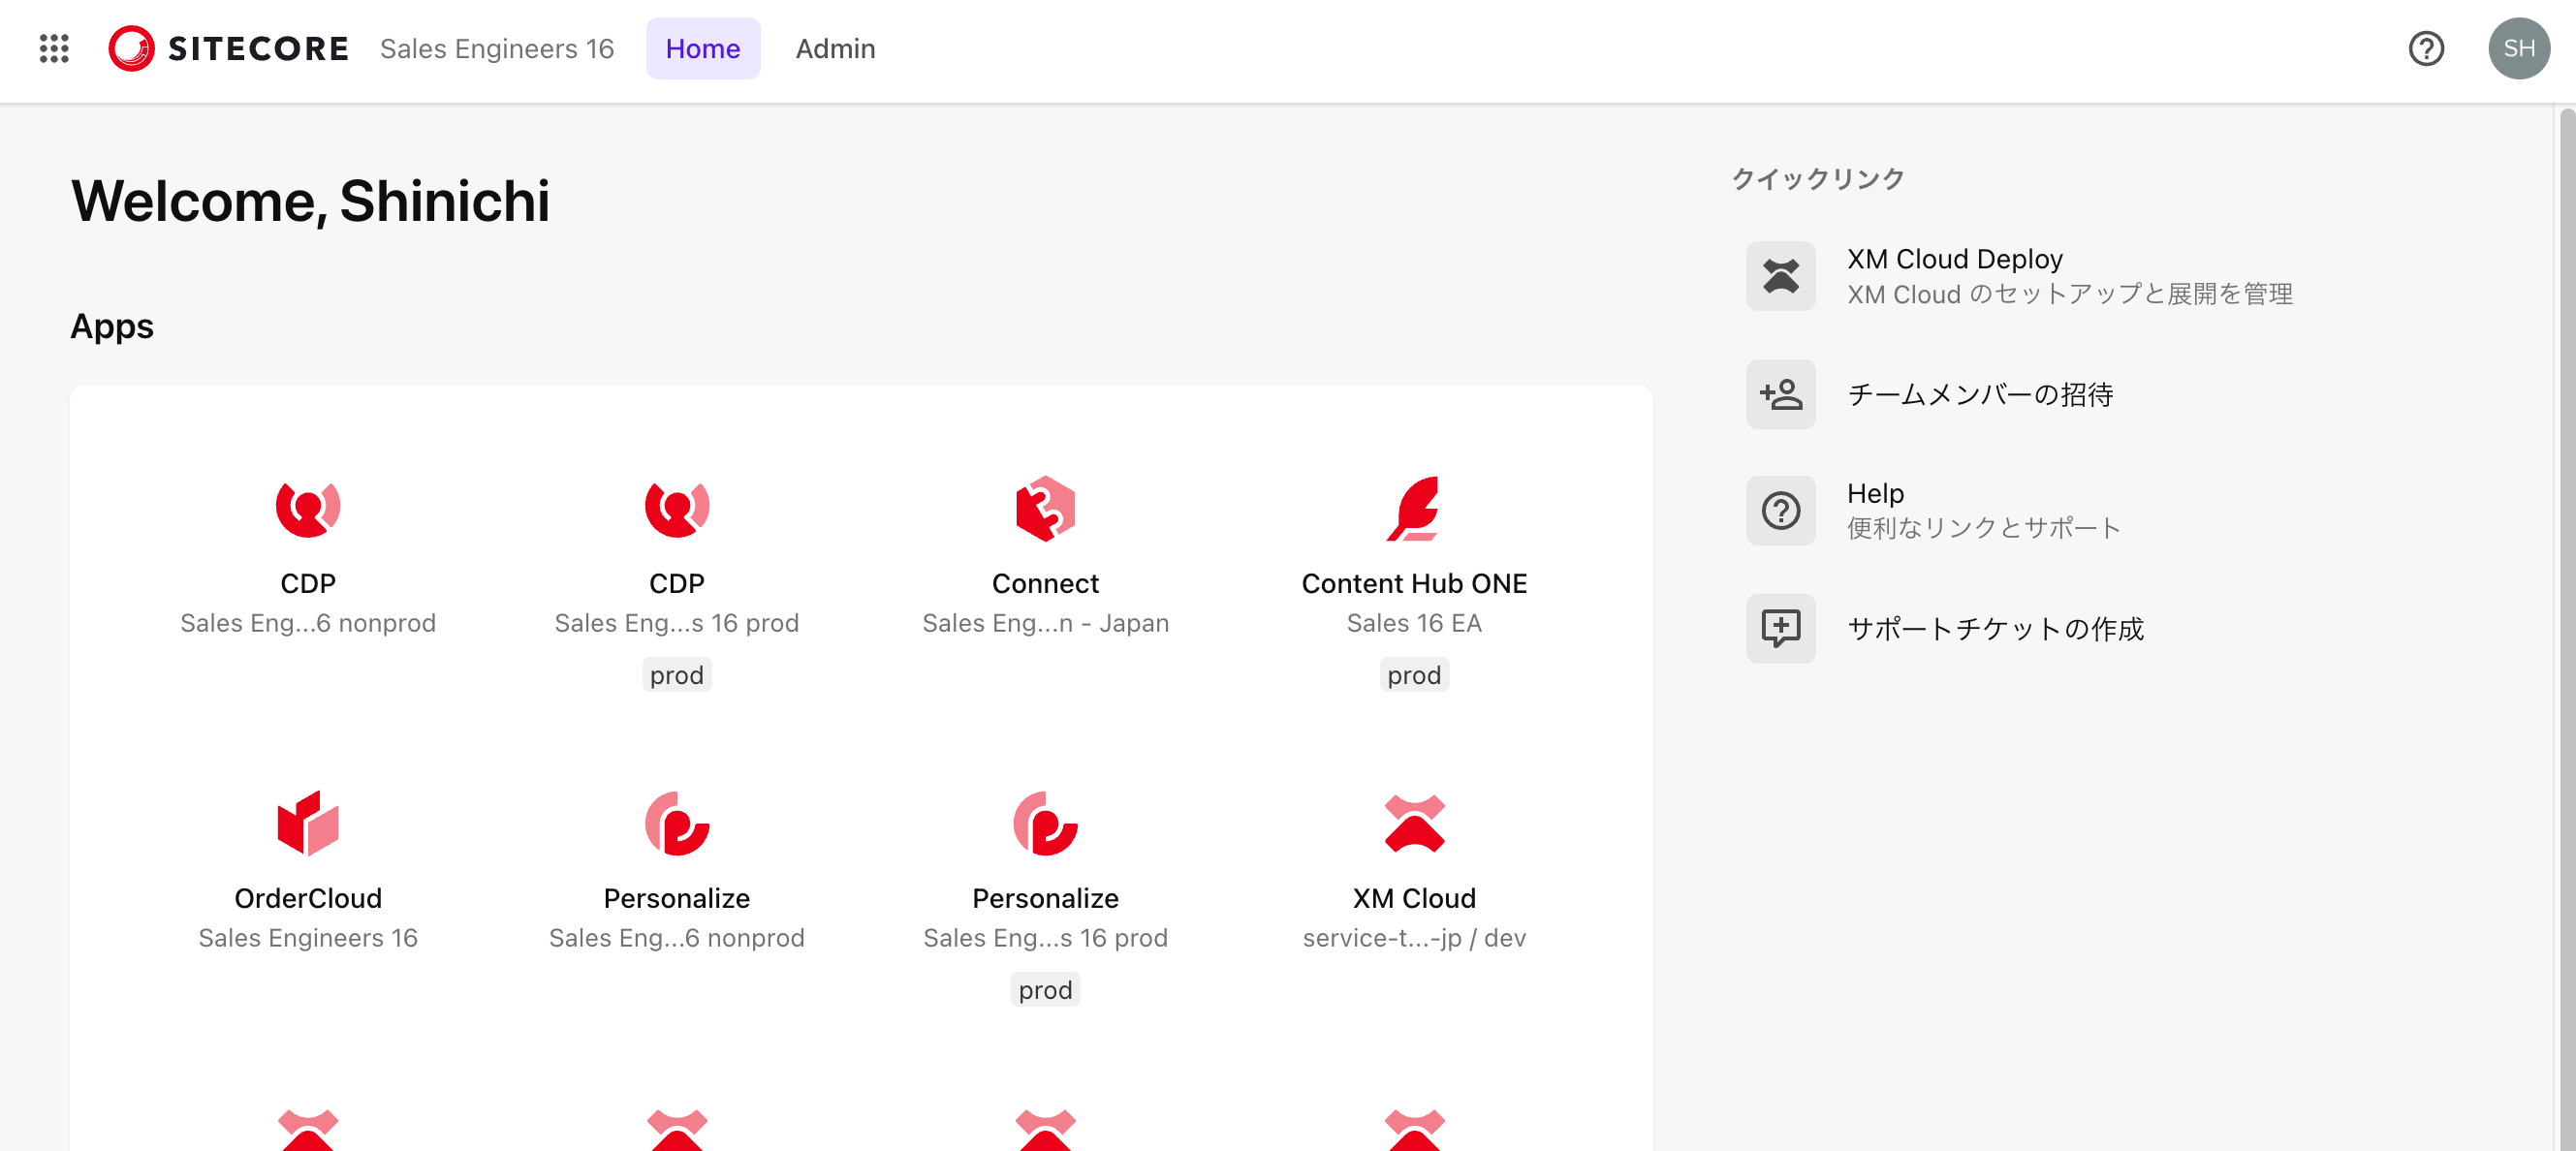 SITECORE
Sales Engineers 16
Home
Admin
SH
Welcome, Shinichi
Apps
CDP
Sales Eng...6 nonprod
CDP
Sales Eng...s 16 prod
prod
Connect
Sales Eng...n - Japan
Content Hub ONE
Sales 16 EA
prod
OrderCloud
Sales Engineers 16
Personalize
Sales Eng...6 nonprod
Personalize
Sales Eng...s 16 prod
prod
XM Cloud
service-t...-jp / dev
クイックリンク
XM Cloud Deploy
XM Cloud のセットアップと展開を管理
チームメンバーの招待
Help
便利なリンクとサポート
サポートチケットの作成